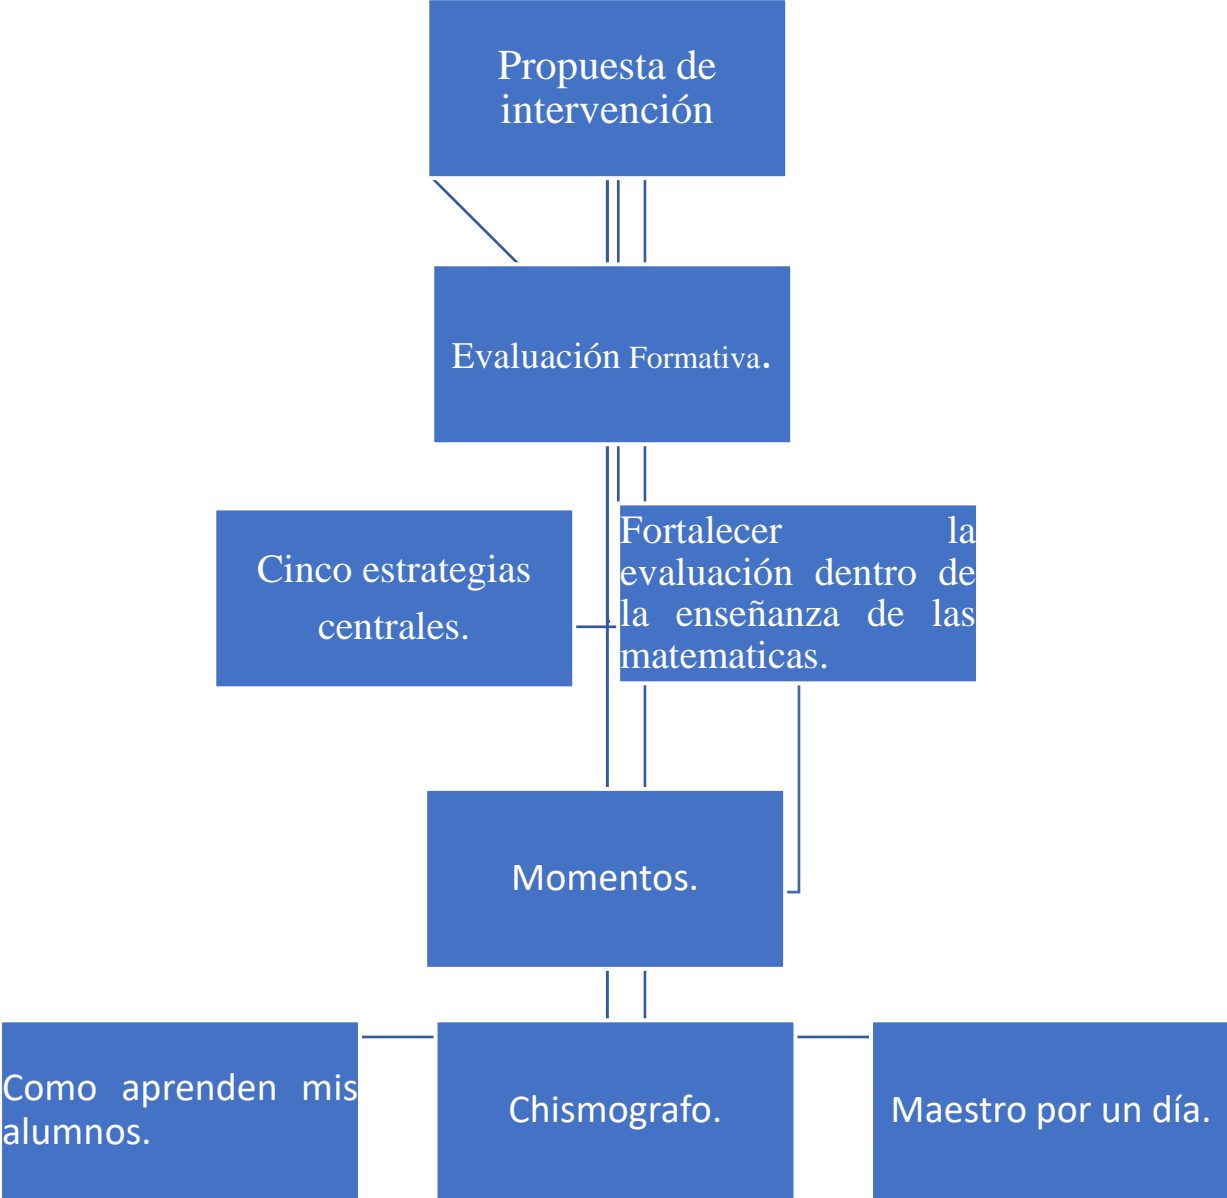 Propuesta de
intervención
Evaluación Formativa.
Cinco estrategias
centrales.
Fortalecer la
evaluación dentro de
la enseñanza de las
matematicas.
Momentos.
Como aprenden mis
alumnos.
Chismografo.
Maestro por un día.